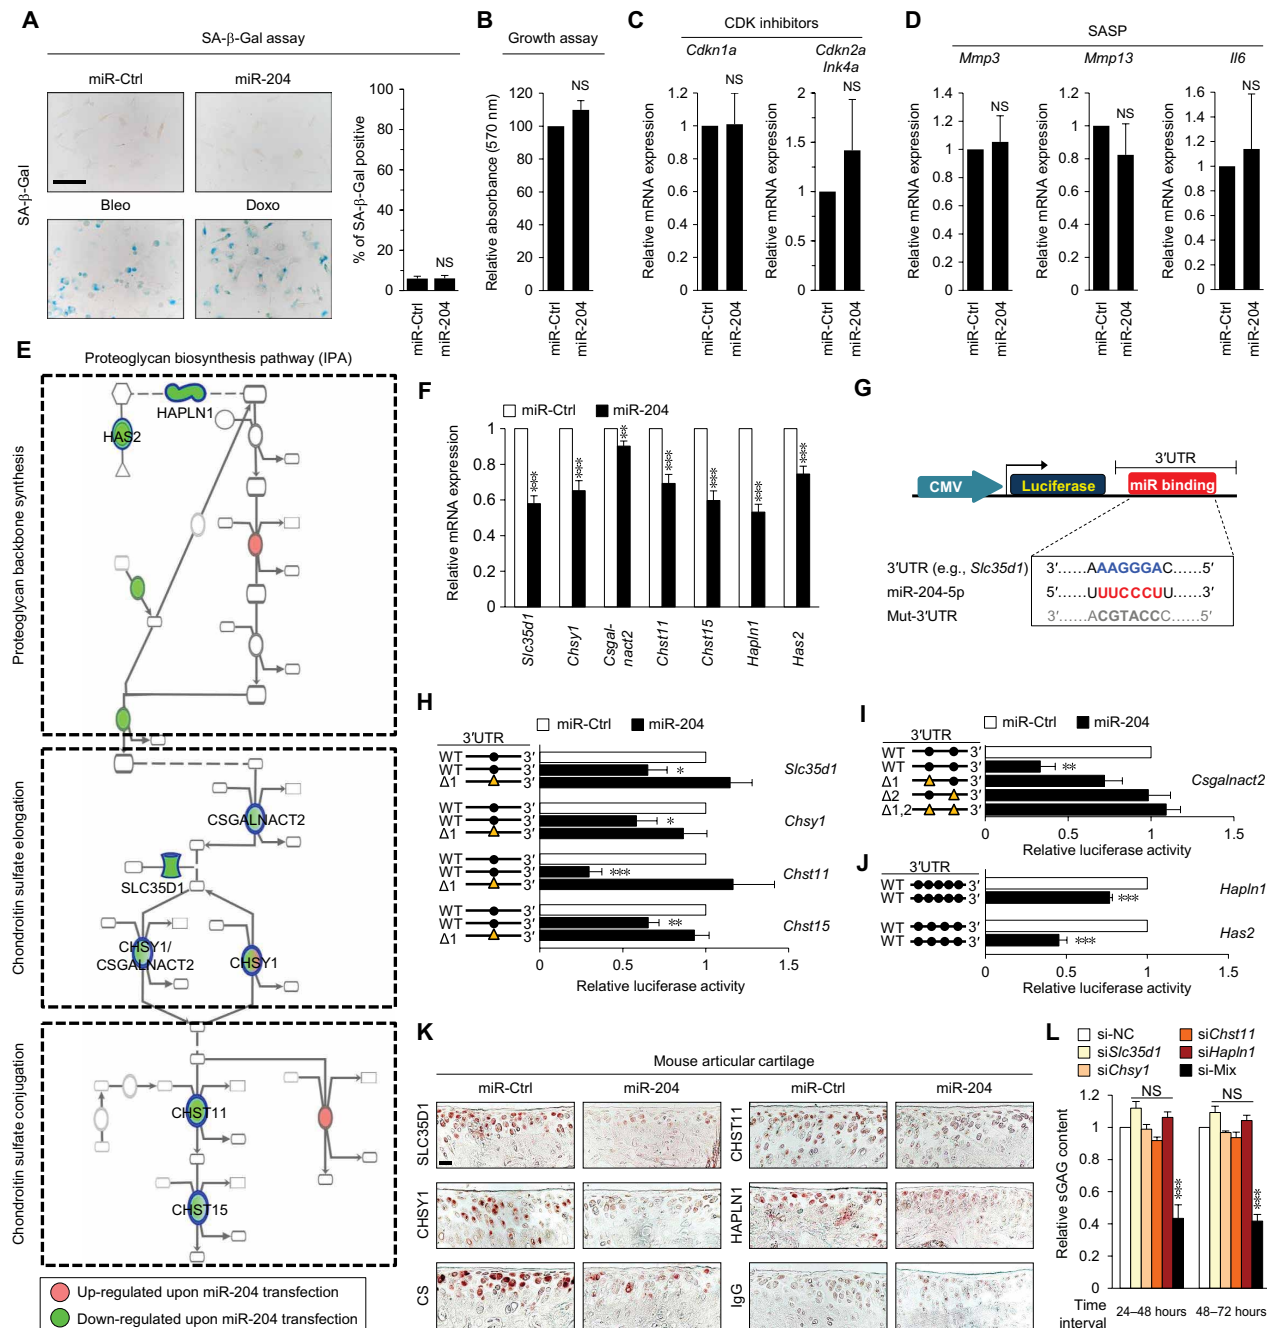 A
SA-β-Gal assay
miR-Ctrl
miR-204
SA-β-Gal
Bleo
Doxo
% of SA-β-Gal positive
100
80
60
40
20
0
NS
miR-Ctrl
miR-204
B
Growth assay
Relative absorbance (570 nm)
120
100
80
60
40
20
0
NS
miR-Ctrl
miR-204
C
CDK inhibitors
Cdkn1a
Relative mRNA expression
1.2
1
0.8
0.6
0.4
0.2
0
NS
miR-Ctrl
miR-204
Cdkn2a
Ink4a
Relative mRNA expression
2
1.5
1
0.5
0
NS
miR-Ctrl
miR-204
D
SASP
Mmp3
Relative mRNA expression
1.4
1.2
1
0.8
0.6
0.4
0.2
0
NS
miR-Ctrl
miR-204
Mmp13
Relative mRNA expression
1.2
1
0.8
0.6
0.4
0.2
0
NS
miR-Ctrl
miR-204
Il6
Relative mRNA expression
1.6
1.4
1.2
1
0.8
0.6
0.4
0.2
0
NS
miR-Ctrl
miR-204
E
Proteoglycan biosynthesis pathway (IPA)
Proteoglycan backbone synthesis
HAPLN1
HAS2
Chondroitin sulfate elongation
CSGALNACT2
SLC35D1
CHSY1/
CSGALNACT2
CHSY1
Chondroitin sulfate conjugation
CHST11
CHST15
Up-regulated upon miR-204 transfection
Down-regulated upon miR-204 transfection
F
miR-Ctrl
miR-204
Relative mRNA expression
1
0.8
0.6
0.4
0.2
0
***
***
**
***
***
***
***
Slc35d1
Chsy1
Csgal-
nact2
Chst11
Chst15
Hapln1
Has2
G
3′UTR
CMV
Luciferase
miR binding
3′UTR (e.g., Slc35d1)
3′......AAAGGGAC......5′
miR-204-5p
5′......UUUCCCUU......3′
Mut-3′UTR
3′......ACGTACCC......5′
H
miR-Ctrl
miR-204
3′UTR
WT 3′
WT 3′ *
Δ1 3′
Slc35d1
WT 3′
WT 3′ *
Δ1 3′
Chsy1
WT 3′
WT 3′ ***
Δ1 3′
Chst11
WT 3′
WT 3′ **
Δ1 3′
Chst15
0 0.5 1 1.5
Relative luciferase activity
I
miR-Ctrl
miR-204
3′UTR
WT 3′
WT 3′ **
Δ1 3′
Δ2 3′
Δ1,2 3′
Csgalnact2
0 0.5 1 1.5
Relative luciferase activity
J
3′UTR
WT 3′
WT 3′ ***
Hapln1
WT 3′
WT 3′ ***
Has2
0 0.5 1 1.5
Relative luciferase activity
K
Mouse articular cartilage
miR-Ctrl
miR-204
miR-Ctrl
miR-204
SLC35D1
CHST11
CHSY1
HAPLN1
CS
IgG
L
si-NC
siChst11
siSlc35d1
siHapln1
siChsy1
si-Mix
Relative sGAG content
1.2
1
0.8
0.6
0.4
0.2
0
NS
***
NS
***
Time
interval
24–48 hours
48–72 hours